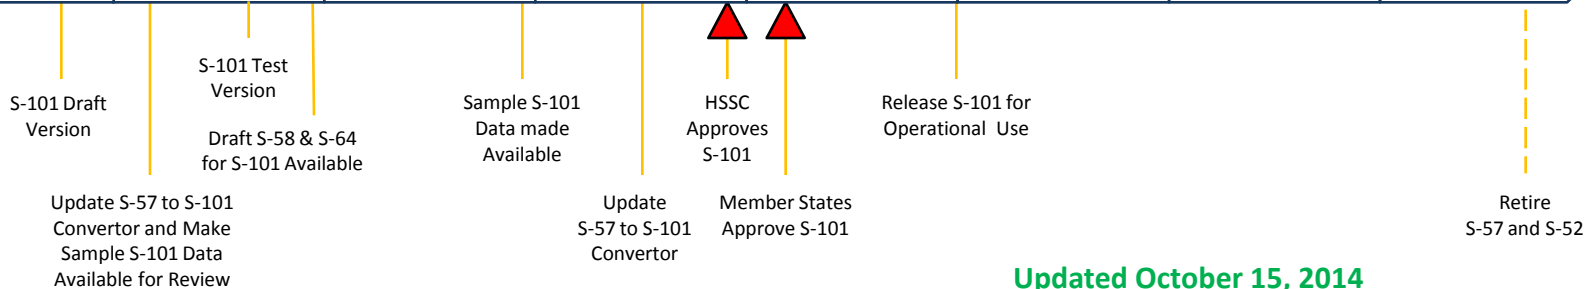 S-101 Draft
Version
Update S-57 to S-101
Convertor and Make
Sample S-101 Data
Available for Review
S-101 Test
Version
Draft S-58 & S-64
for S-101 Available
Sample S-101
Data made
Available
Update
S-57 to S-101
Convertor
HSSC
Approves
S-101
Member States
Approve S-101
Release S-101 for
Operational Use
Retire
S-57 and S-52
Updated October 15, 2014